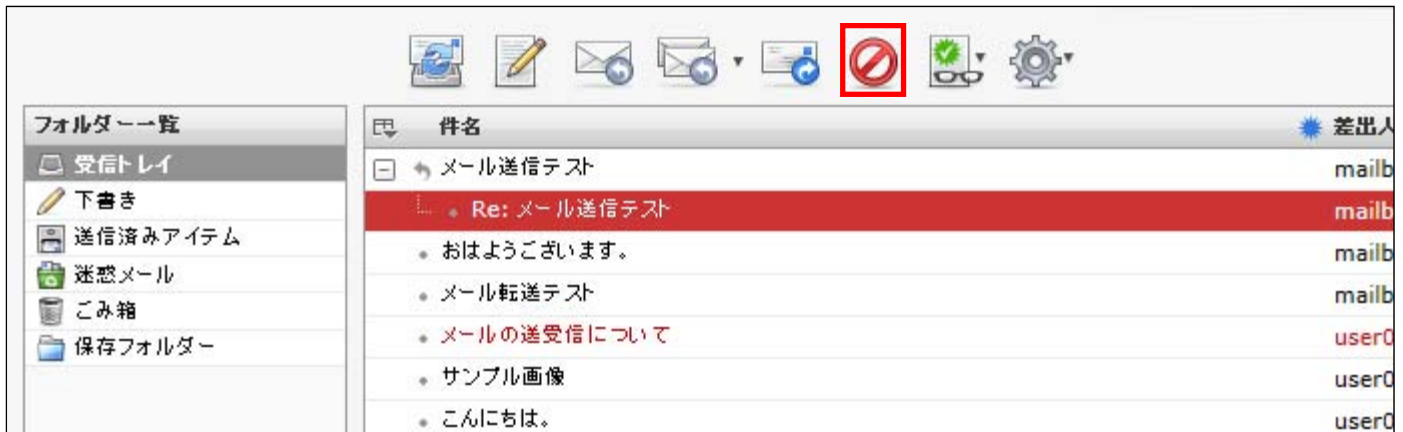 フォルダー一覧
受信トレイ
下書き
送信済みアイテム
迷惑メール
ごみ箱
保存フォルダー
件名 差出人
メール送信テスト mailb
Re: メール送信テスト mailb
おはようございます。 mailb
メール転送テスト mailb
メールの送受信について user0
サンプル画像 user0
こんにちは。 user0